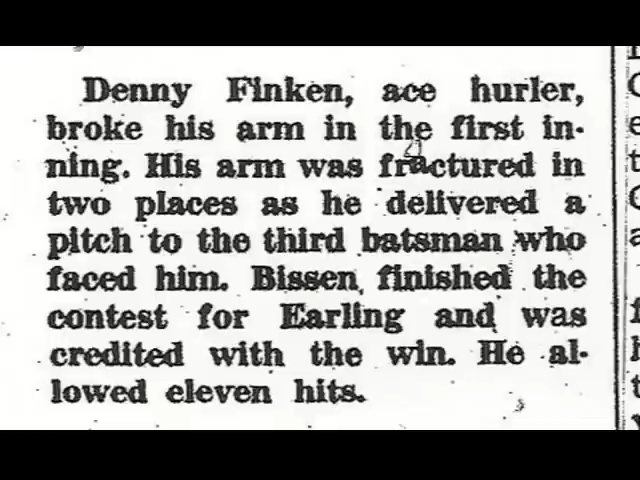 Denny Finken, ace hurler,
broke his arm in the first in-
ning. His arm was fractured in
two places as he delivered a
pitch to the third batsman who
faced him. Bissen finished the
contest for Earling and was
credited with the win. He al-
lowed eleven hits.